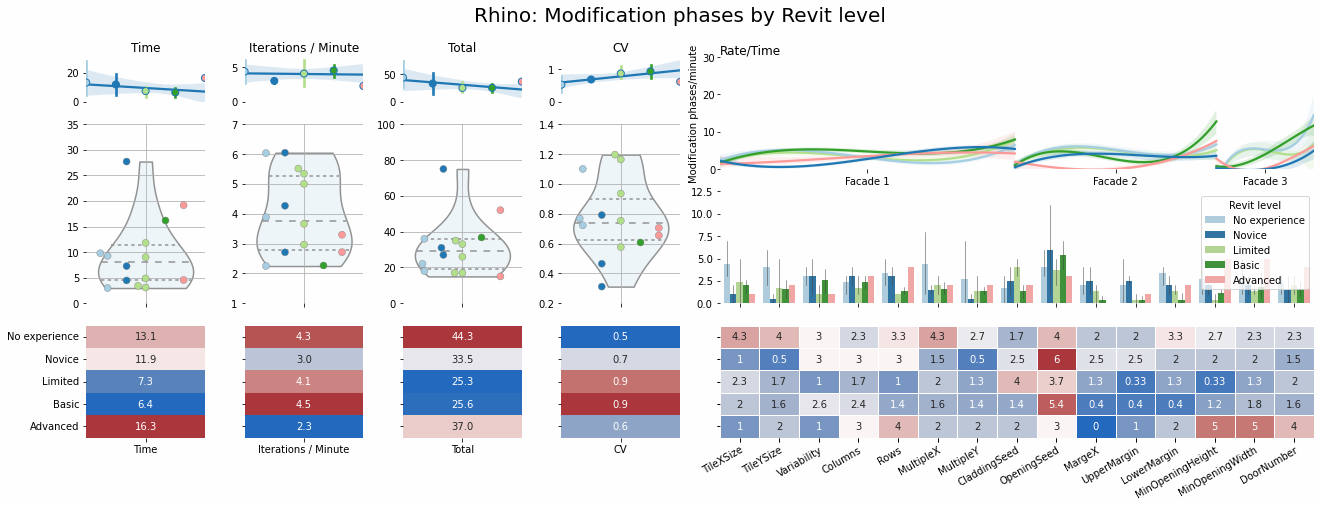 Rhino: Modification phases by Revit level
Time
Iterations / Minute
Total
CV
Rate/Time
20
0
5
0
50
0
1
0
Modification phases/minute
30
20
10
0
Facade 1
Facade 2
Facade 3
35
30
25
20
15
10
5
0
7
6
5
4
3
2
1
100
80
60
40
20
0
1.4
1.2
1.0
0.8
0.6
0.4
0.2
12.5
10.0
7.5
5.0
2.5
0.0
Revit level
No experience
Novice
Limited
Basic
Advanced
No experience 13.1 4.3 44.3 0.5 4.3 4 3 2.3 3.3 4.3 2.7 1.7 4 2 2 3.3 2.7 2.3 2.3
Novice 11.9 3.0 33.5 0.7 1 0.5 3 3 3 1.5 0.5 2.5 6 2.5 2.5 2 2 2 1.5
Limited 7.3 4.1 25.3 0.9 2.3 1.7 1 1.7 1 2 1.3 4 3.7 1.3 0.33 1.3 0.33 1.3 2
Basic 6.4 4.5 25.6 0.9 2 1.6 2.6 2.4 1.4 1.6 1.4 1.4 5.4 0.4 0.4 0.4 1.2 1.8 1.6
Advanced 16.3 2.3 37.0 0.6 1 2 1 3 4 2 2 2 3 0 1 2 5 5 4
Time
Iterations / Minute
Total
CV
TileXSize
TileYSize
Variability
Columns
Rows
MultipleX
MultipleY
CladdingSeed
OpeningSeed
MargeX
UpperMargin
LowerMargin
MinOpeningHeight
MinOpeningWidth
DoorNumber